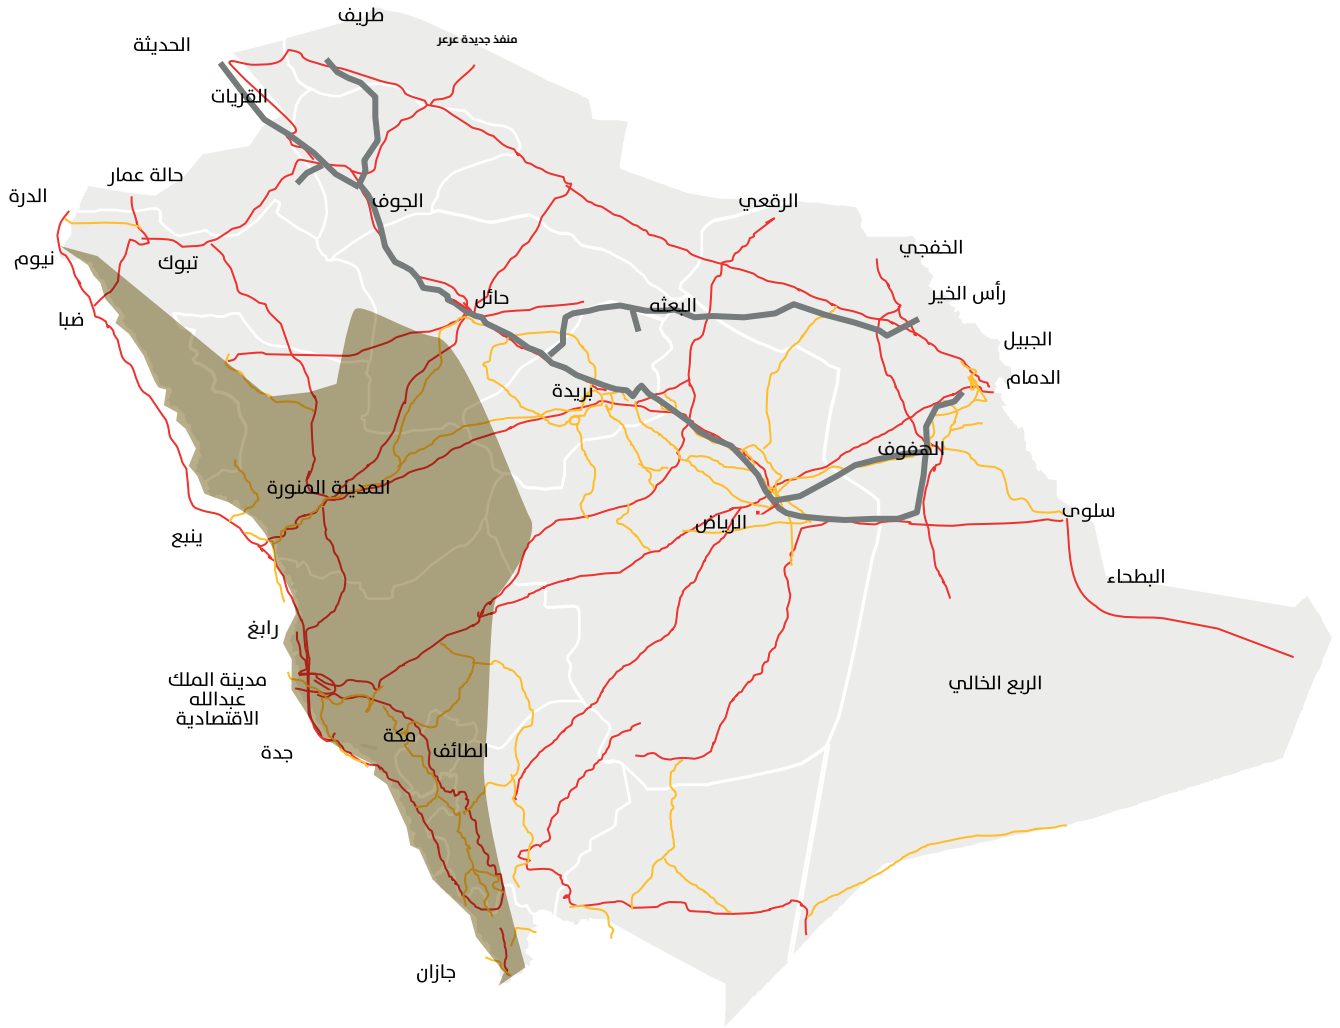 طريف
منفذ جديدة عرعر
الحديثة
القريات
حالة عمار
الدرة
الجوف
الرقعي
نيوم
تبوك
الخفجي
ضبا
حائل
البعثه
رأس الخير
الجبيل
الدمام
بريدة
الهفوف
المدينة المنورة
سلوى
الرياض
ينبع
البطحاء
رابغ
مدينة الملك
عبدالله
الاقتصادية
الربع الخالي
مكة
الطائف
جدة
جازان